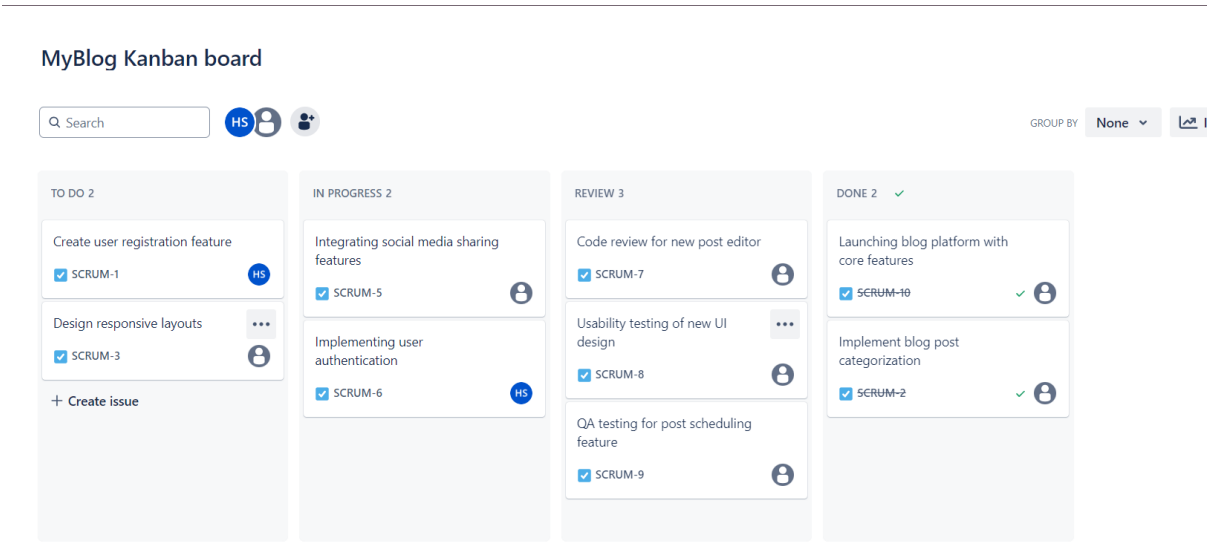 MyBlog Kanban board
Search
HS
GROUP BY
None
TO DO 2
Create user registration feature
SCRUM-1
HS
Design responsive layouts
SCRUM-3
+ Create issue
IN PROGRESS 2
Integrating social media sharing
features
SCRUM-5
Implementing user
authentication
SCRUM-6
HS
REVIEW 3
Code review for new post editor
SCRUM-7
Usability testing of new UI
design
SCRUM-8
QA testing for post scheduling
feature
SCRUM-9
DONE 2
Launching blog platform with
core features
SCRUM-10
Implement blog post
categorization
SCRUM-2